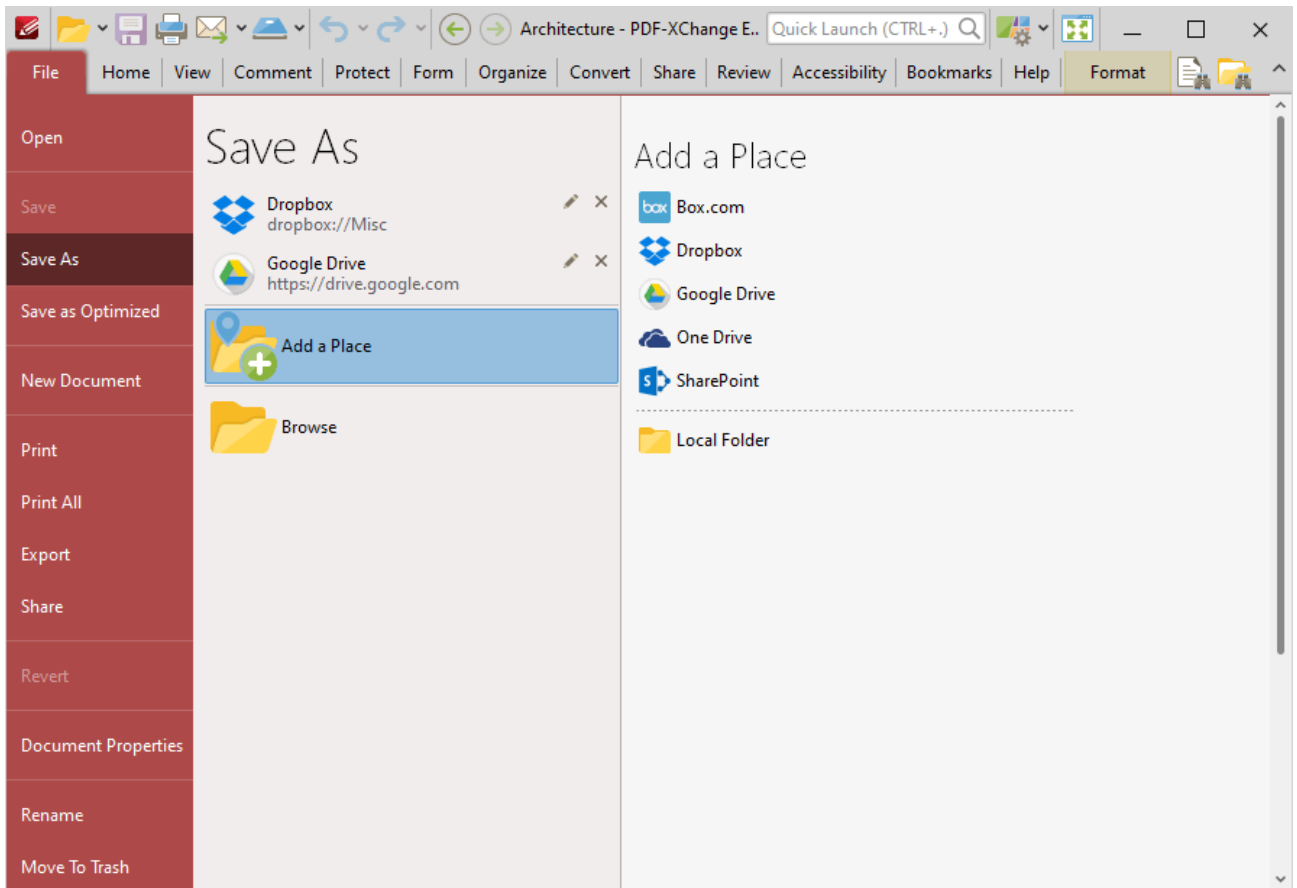 Architecture - PDF-XChange E.. Quick Launch (CTRL+.)
File Home View Comment Protect Form Organize Convert Share Review Accessibility Bookmarks Help Format
Open
Save
Save As
Save as Optimized
New Document
Print
Print All
Export
Share
Revert
Document Properties
Rename
Move To Trash
Save As
Dropbox
dropbox://Misc
Google Drive
https://drive.google.com
Add a Place
Browse
Add a Place
box Box.com
Dropbox
Google Drive
One Drive
S SharePoint
Local Folder